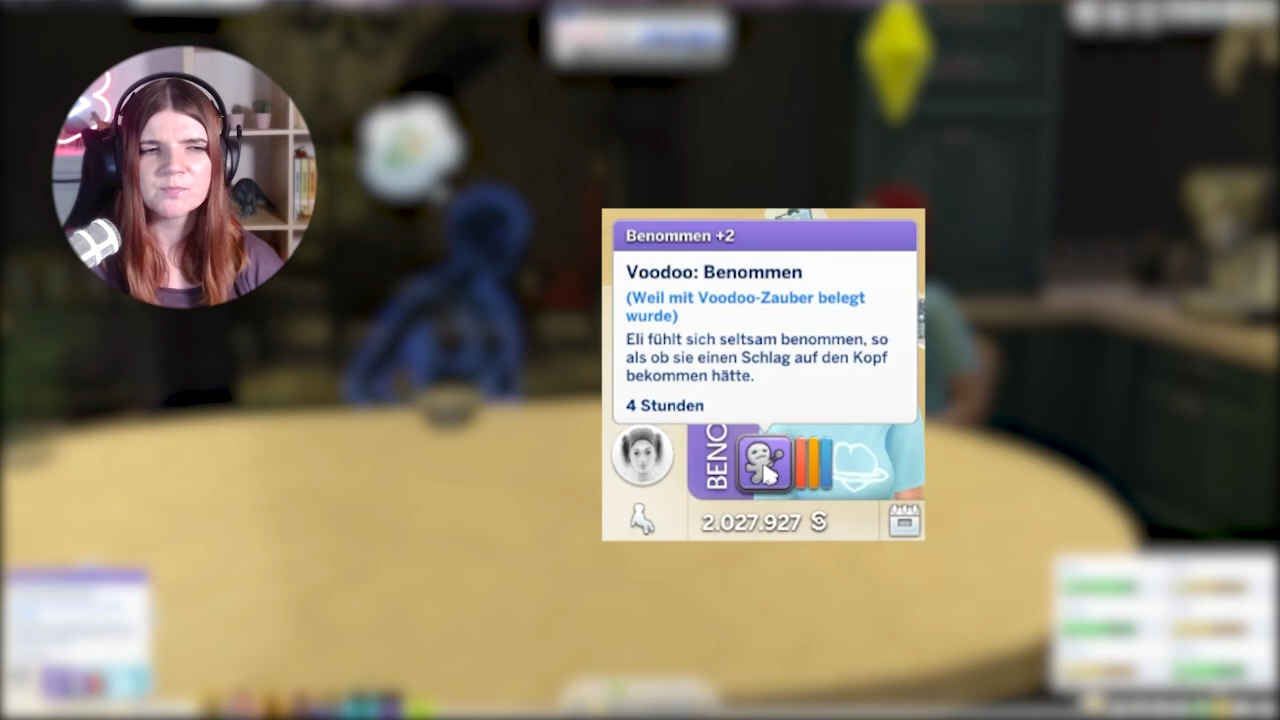 Benommen +2
Voodoo: Benommen
(Weil mit Voodoo-Zauber belegt
wurde)
Eli fühlt sich seltsam benommen, so
als ob sie einen Schlag auf den Kopf
bekommen hätte.
4 Stunden
BENO
2.027.927